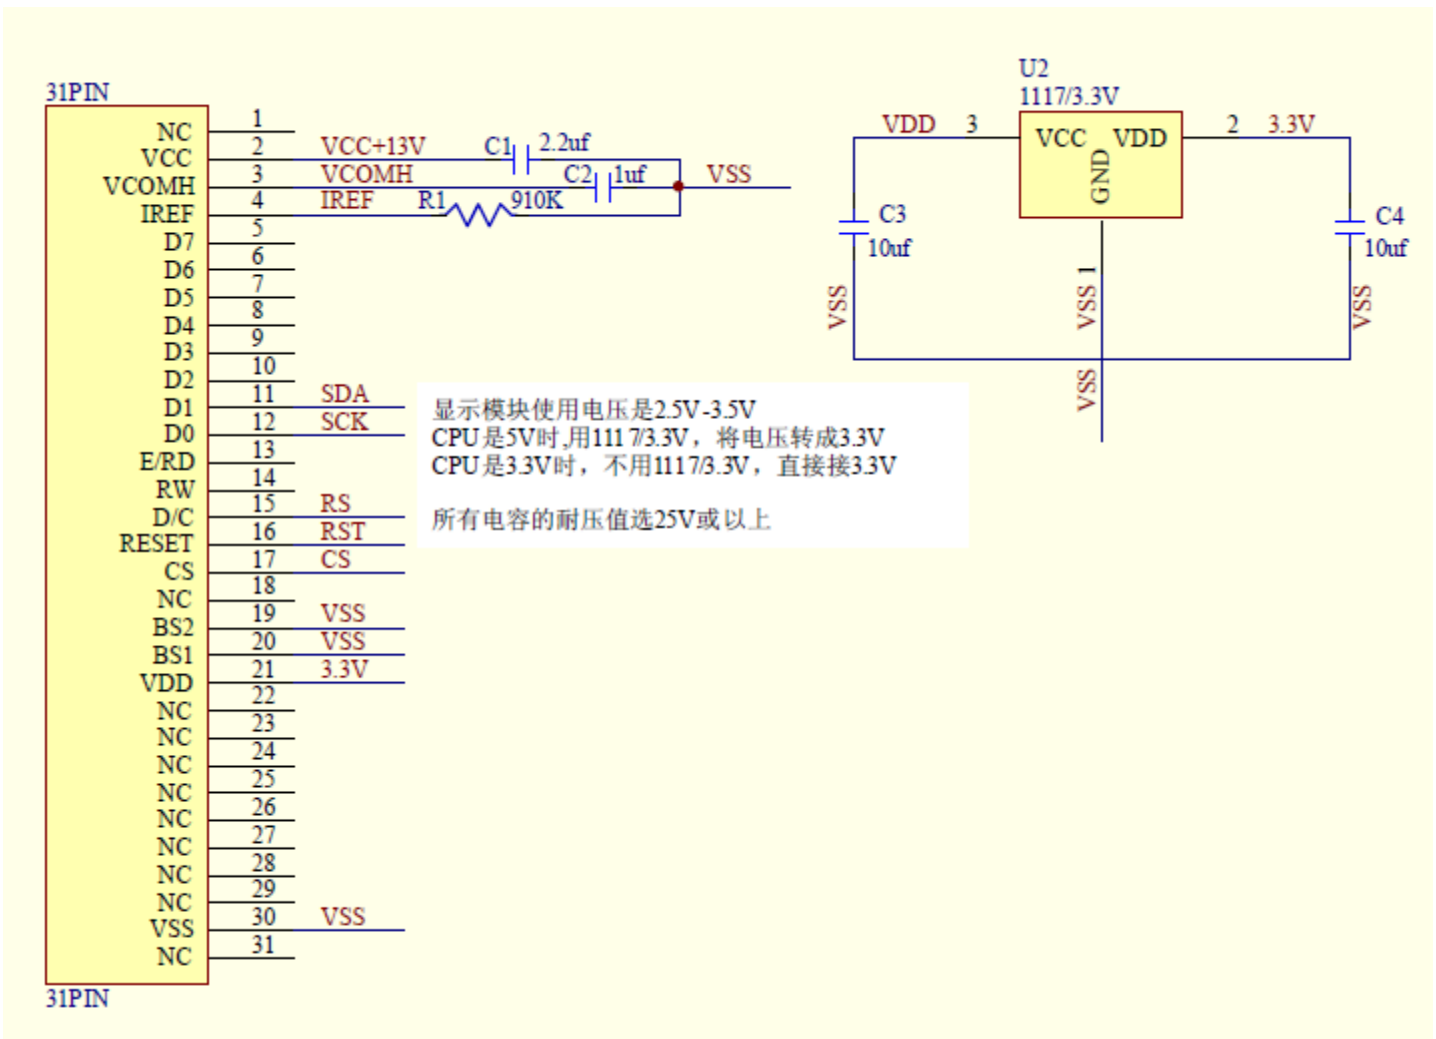 31PIN
NC 1
VCC 2 VCC+13V C1 2.2uf
VCOMH 3 VCOMH C2 1uf VSS
IREF 4 IREF R1 910K
D7 5
D6 6
D5 7
D4 8
D3 9
D2 10
D1 11 SDA
D0 12 SCK
E/RD 13
RW 14
D/C 15 RS
RESET 16 RST
CS 17 CS
NC 18
BS2 19 VSS
BS1 20 VSS
VDD 21 3.3V
NC 22
NC 23
NC 24
NC 25
NC 26
NC 27
NC 28
NC 29
VSS 30 VSS
NC 31
31PIN
U2
1117/3.3V
VDD 3 VCC VDD 2 3.3V
GND
C3
10uf
C4
10uf
1
VSS
VSS
VSS
VSS
显示模块使用电压是2.5V-3.5V
CPU是5V时,用1117/3.3V，将电压转成3.3V
CPU是3.3V时，不用1117/3.3V，直接接3.3V
所有电容的耐压值选25V或以上